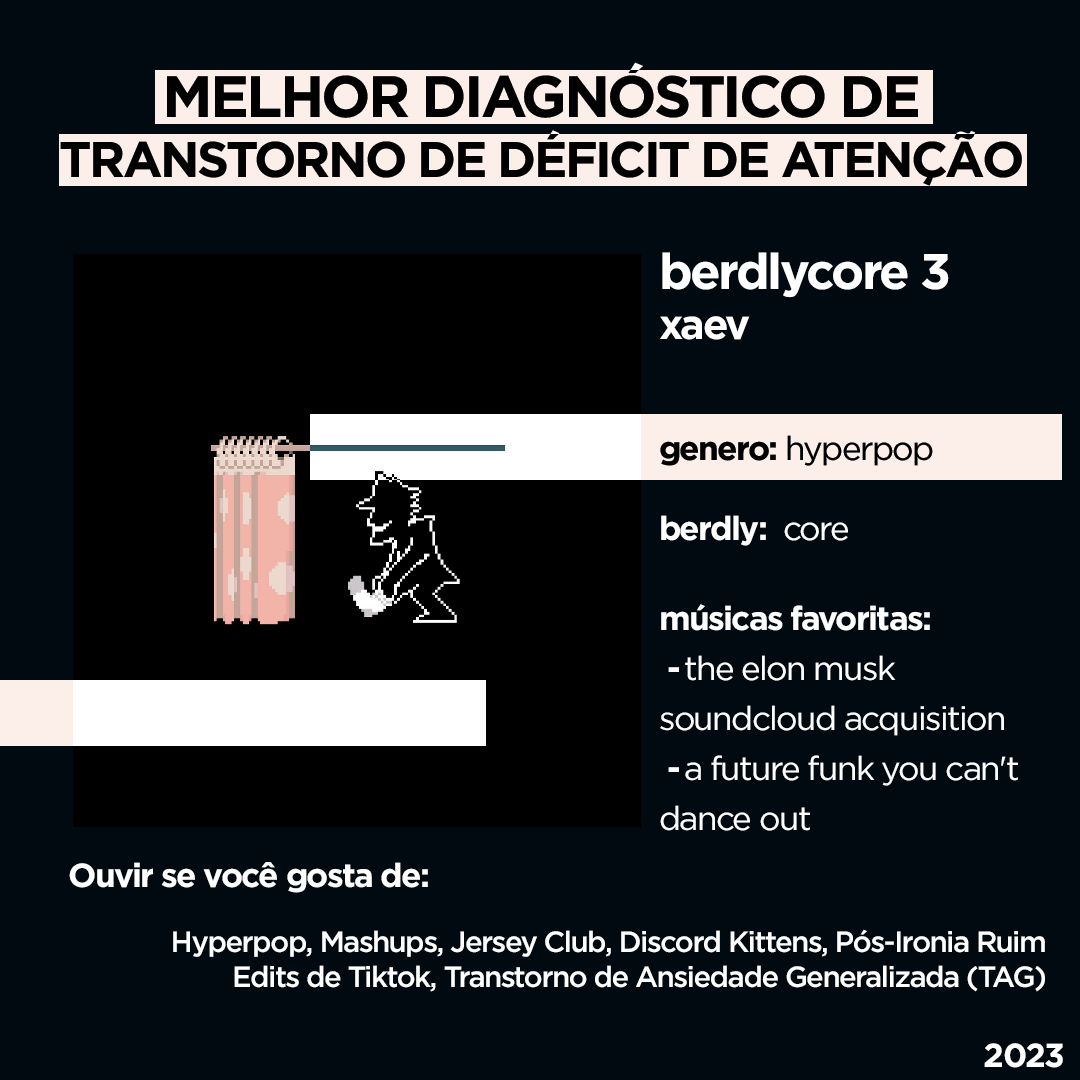 MELHOR DIAGNÓSTICO DE
TRANSTORNO DE DÉFICIT DE ATENÇÃO
berdlycore 3
xaev
genero: hyperpop
berdly: core
músicas favoritas:
- the elon musk
soundcloud acquisition
- a future funk you can't
dance out
Ouvir se você gosta de:
Hyperpop, Mashups, Jersey Club, Discord Kittens, Pós-Ironia Ruim
Edits de Tiktok, Transtorno de Ansiedade Generalizada (TAG)
2023